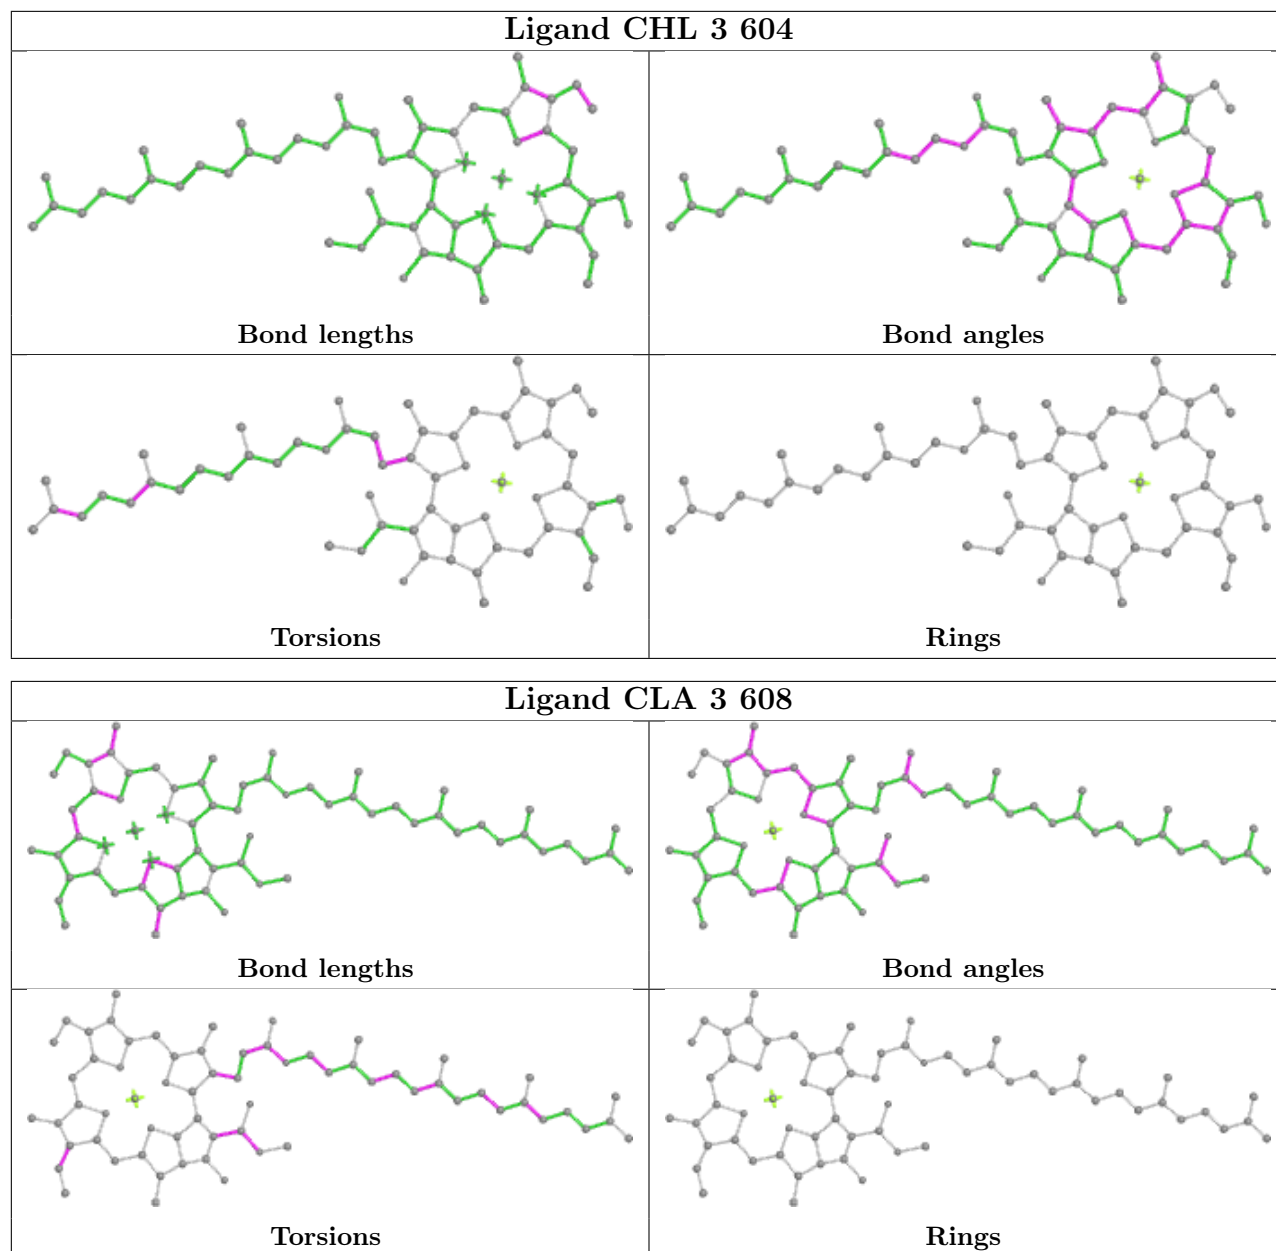 Ligand CHL 3 604
Bond lengths Bond angles
Torsions Rings
Ligand CLA 3 608
Bond lengths Bond angles
Torsions Rings